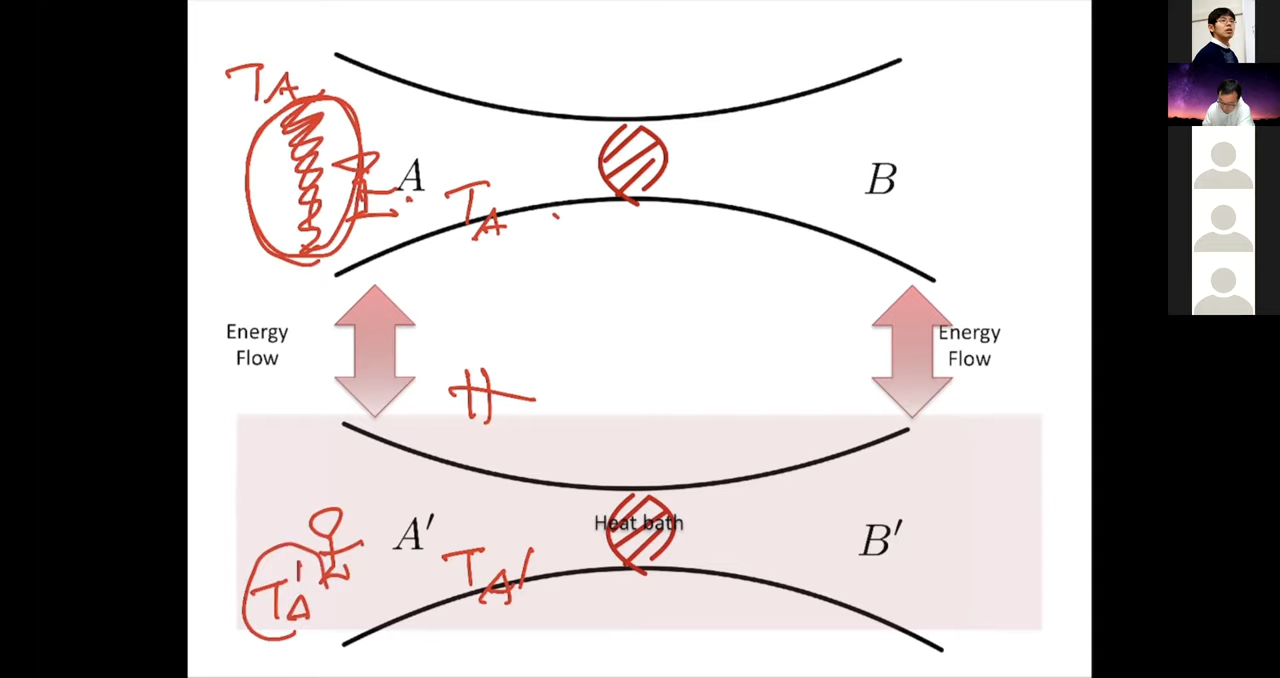 T_A
A
T_A
B
Energy
Flow
Energy
Flow
H
Heat bath
A′
B′
T_A′
T_A′